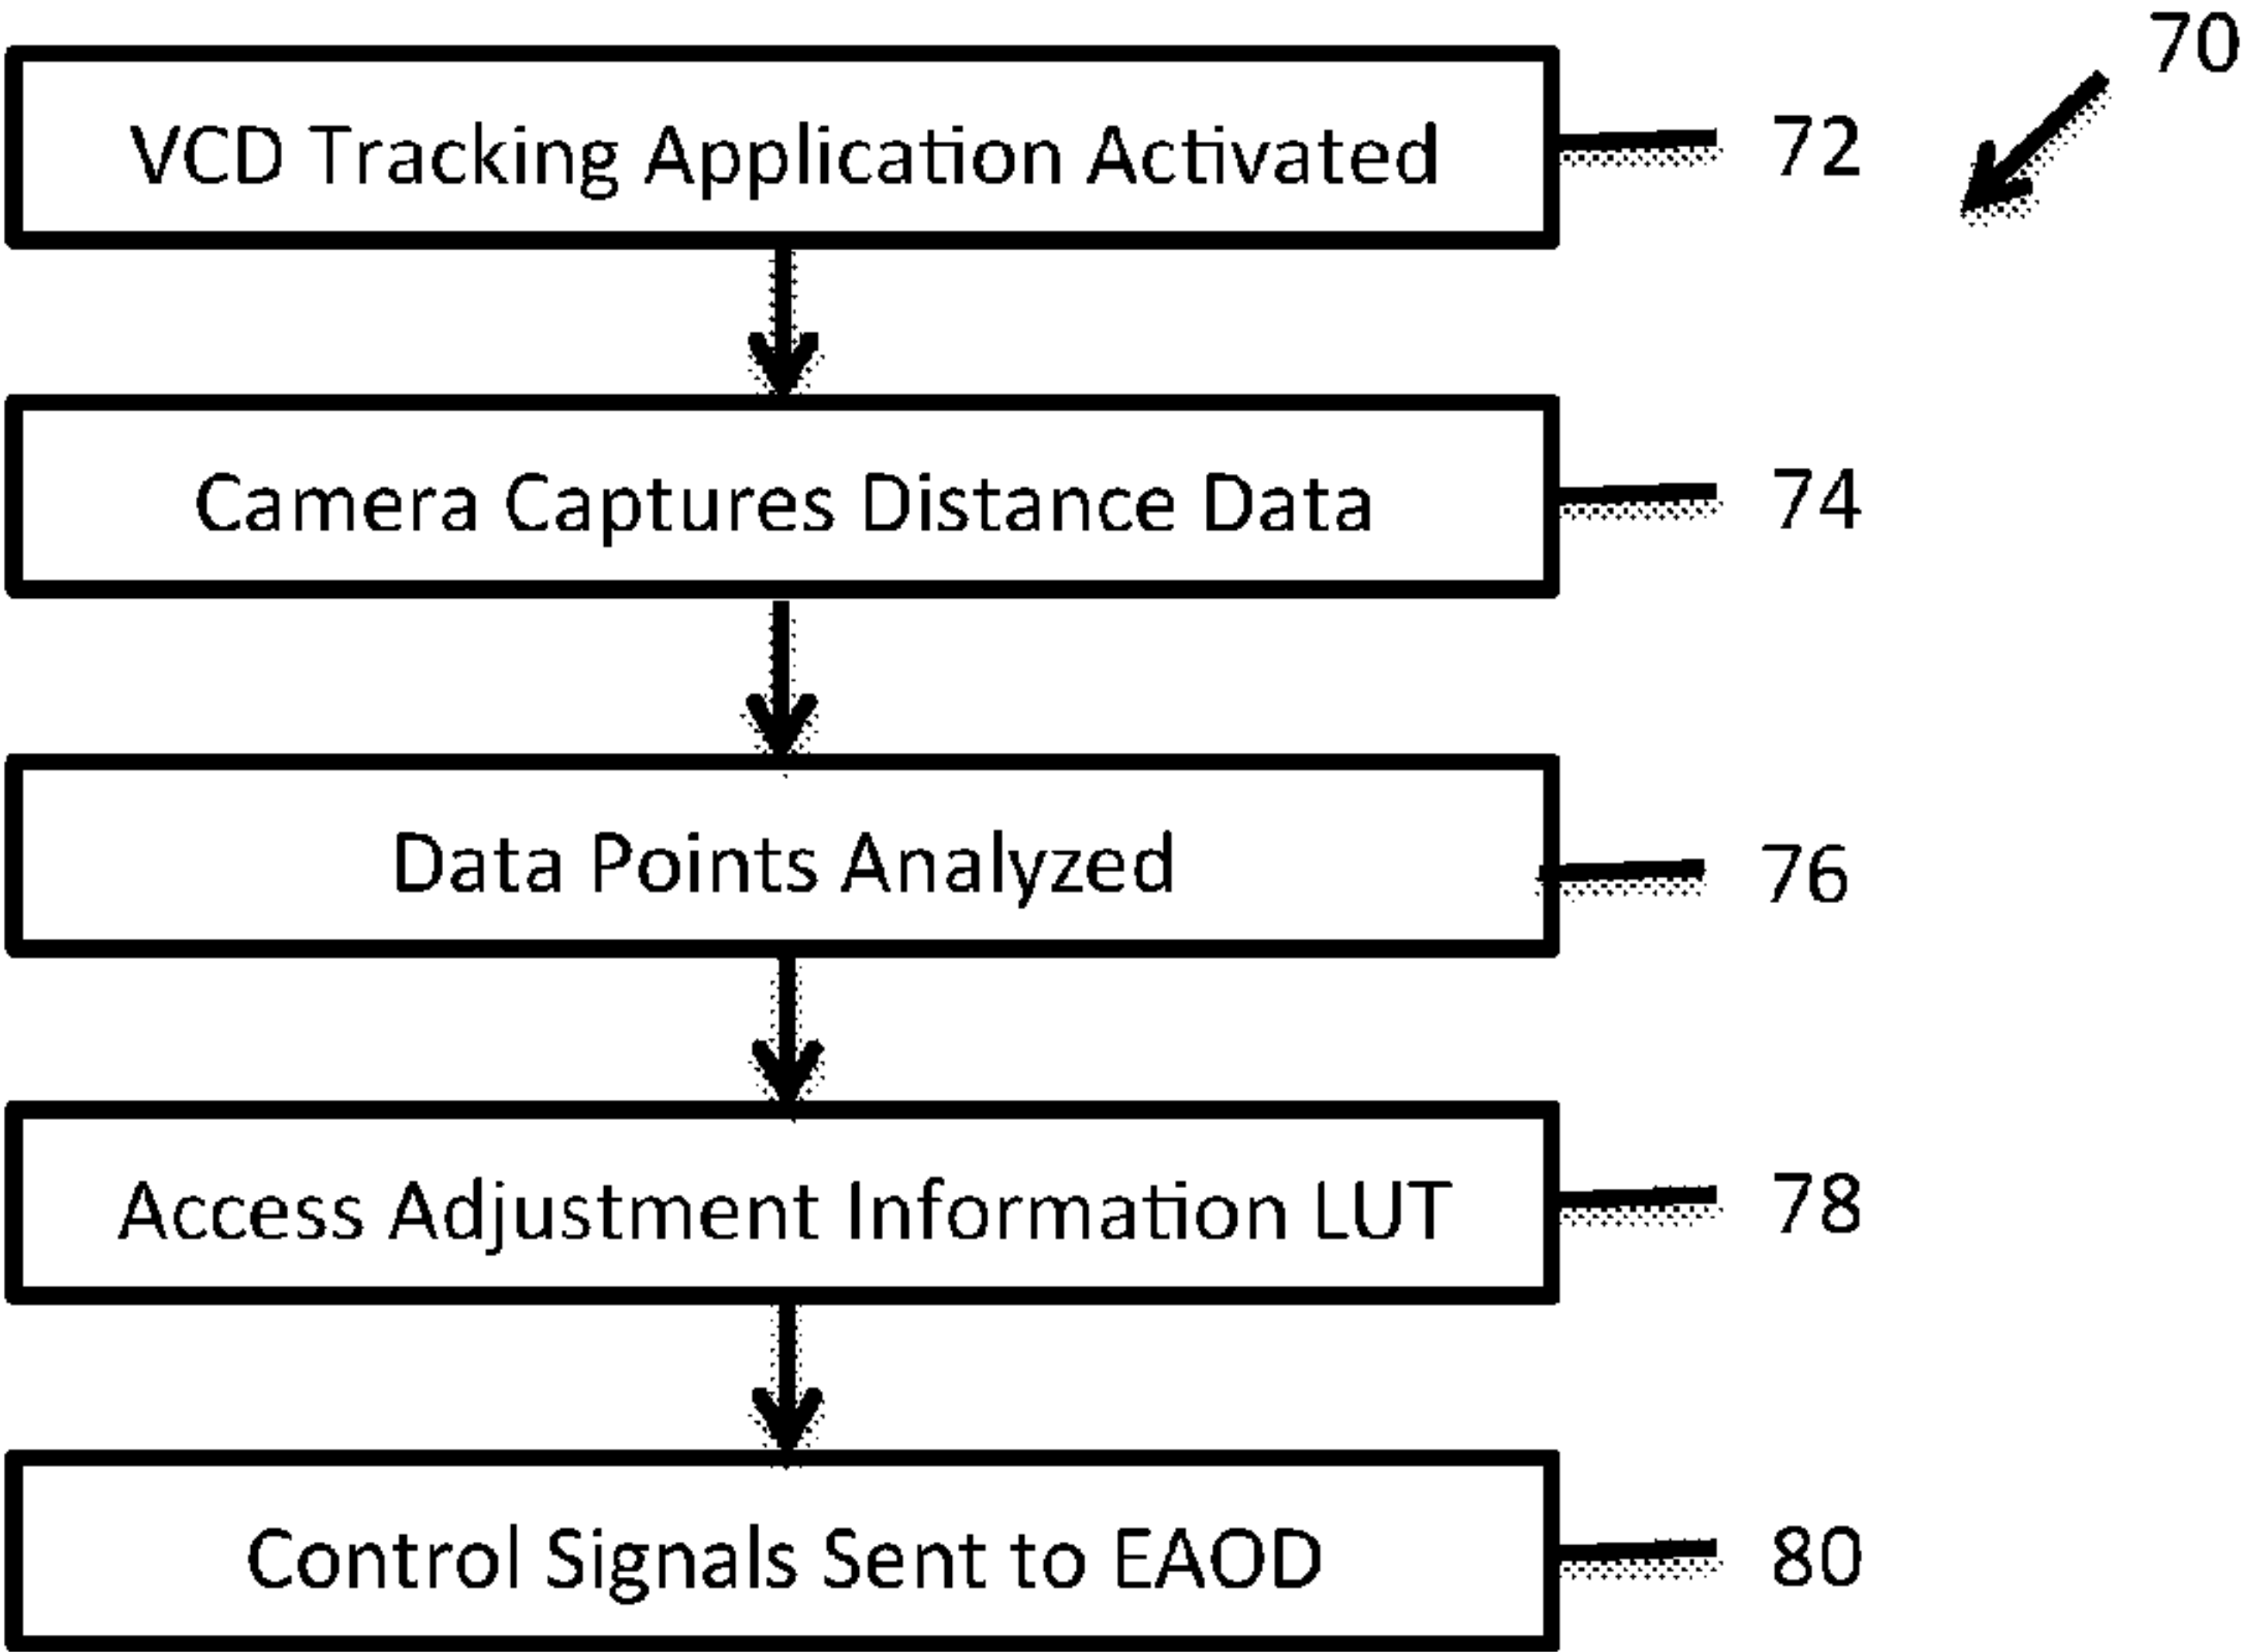 70
VCD Tracking Application Activated 72
Camera Captures Distance Data 74
Data Points Analyzed 76
Access Adjustment Information LUT 78
Control Signals Sent to EAOD 80